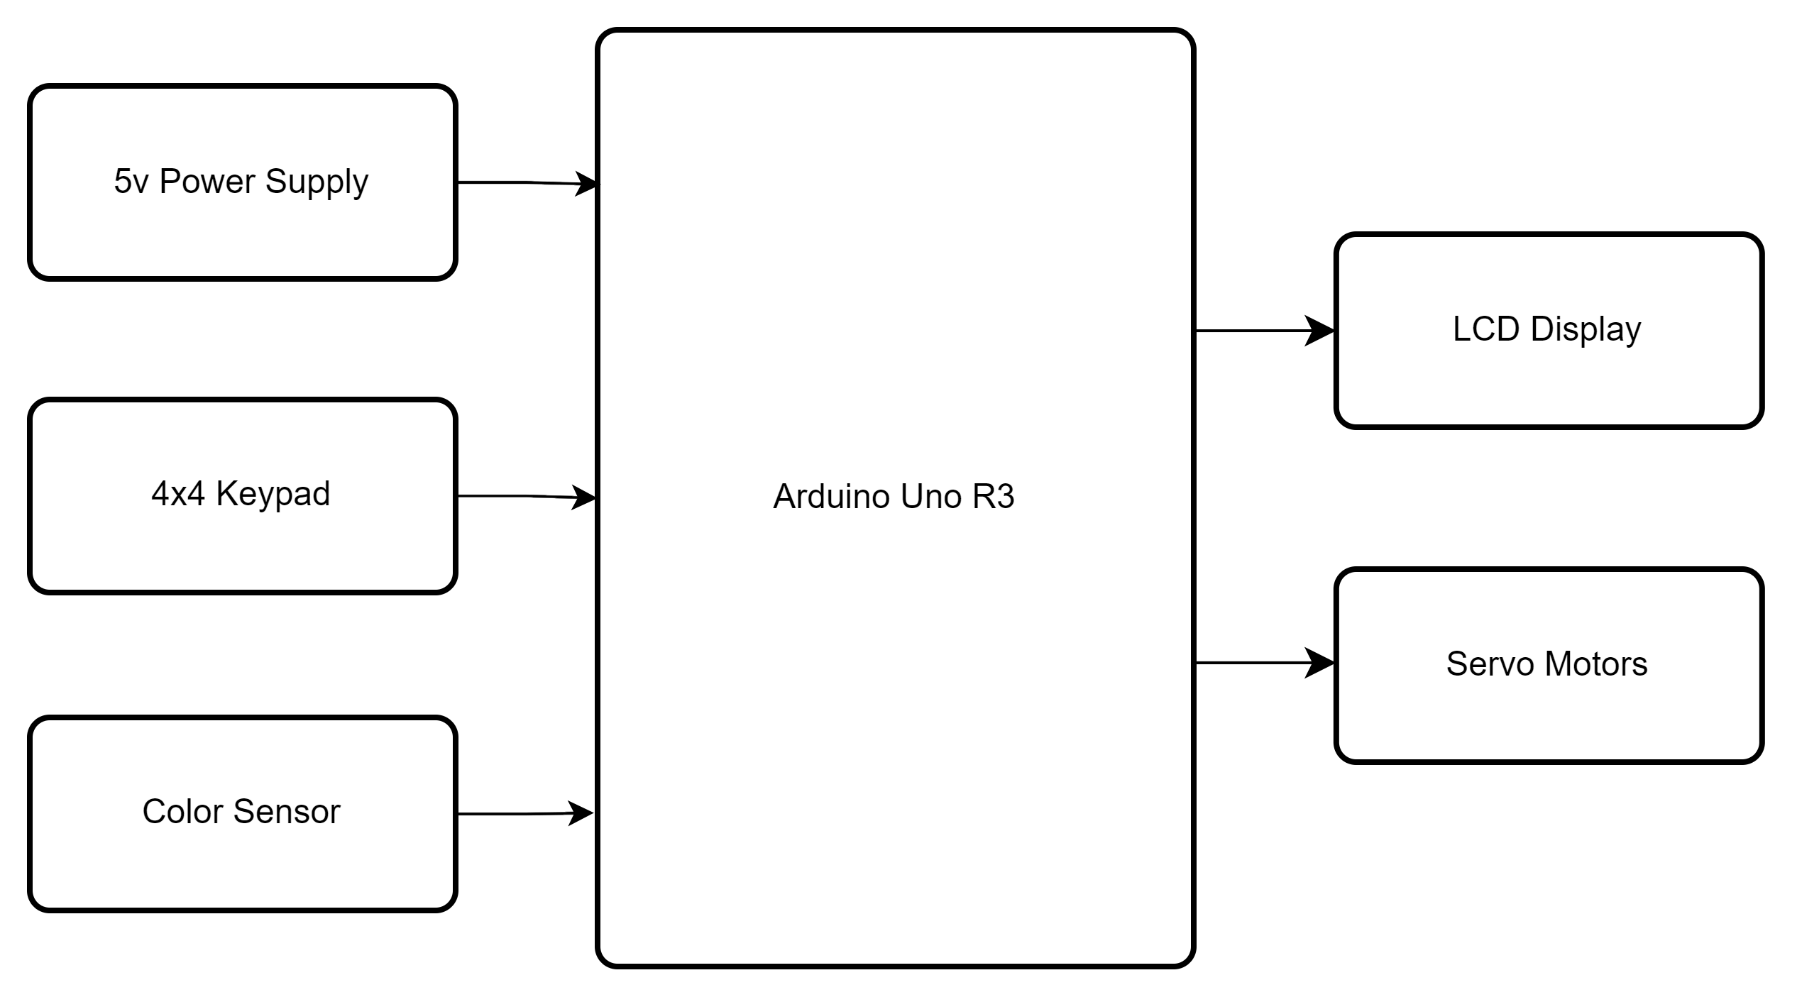 5v Power Supply
4x4 Keypad
Color Sensor
Arduino Uno R3
LCD Display
Servo Motors